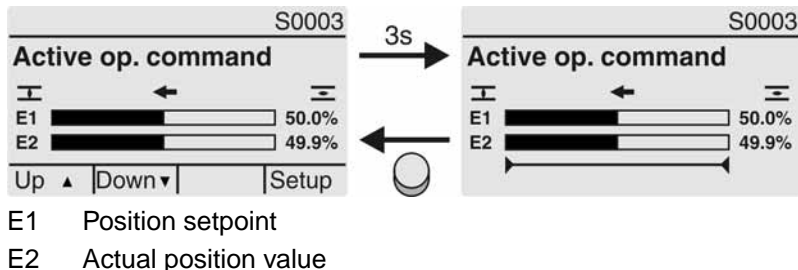 S0003
Active op. command
E1 50.0%
E2 49.9%
Up ▲ Down ▼ Setup
3s
S0003
Active op. command
E1 50.0%
E2 49.9%
E1 Position setpoint
E2 Actual position value